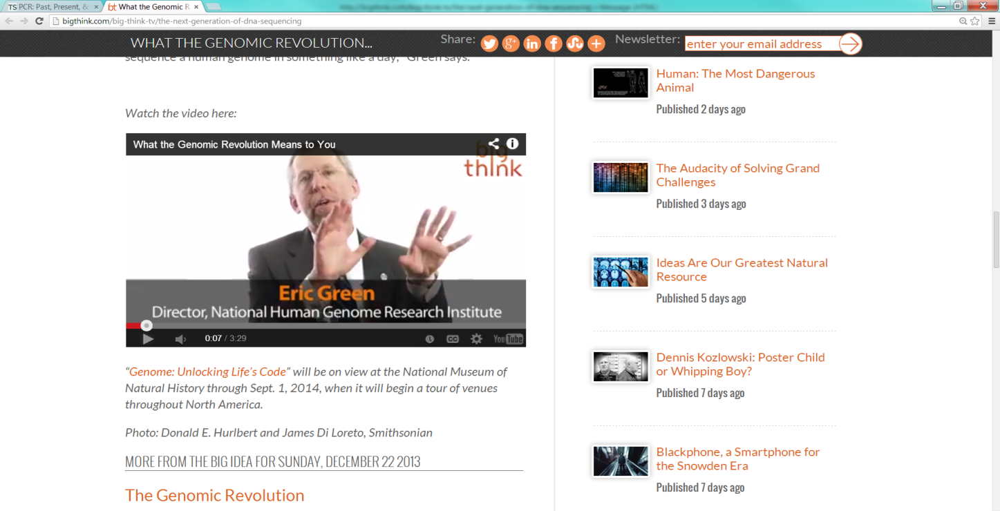 TS PCR: Past, Present, &
bt What the Genomic R
bigthink.com/big-think-tv/the-next-generation-of-dna-sequencing
WHAT THE GENOMIC REVOLUTION...
Share:
Newsletter:
enter your email address
sequence a human genome in something like a day," Green says.
Watch the video here:
What the Genomic Revolution Means to You
big
think
Eric Green
Director, National Human Genome Research Institute
0:07 / 3:29
CC
YouTube
“Genome: Unlocking Life’s Code” will be on view at the National Museum of
Natural History through Sept. 1, 2014, when it will begin a tour of venues
throughout North America.
Photo: Donald E. Hurlbert and James Di Loreto, Smithsonian
MORE FROM THE BIG IDEA FOR SUNDAY, DECEMBER 22 2013
The Genomic Revolution
Human: The Most Dangerous
Animal
Published 2 days ago
The Audacity of Solving Grand
Challenges
Published 3 days ago
Ideas Are Our Greatest Natural
Resource
Published 5 days ago
Dennis Kozlowski: Poster Child
or Whipping Boy?
Published 7 days ago
Blackphone, a Smartphone for
the Snowden Era
Published 7 days ago